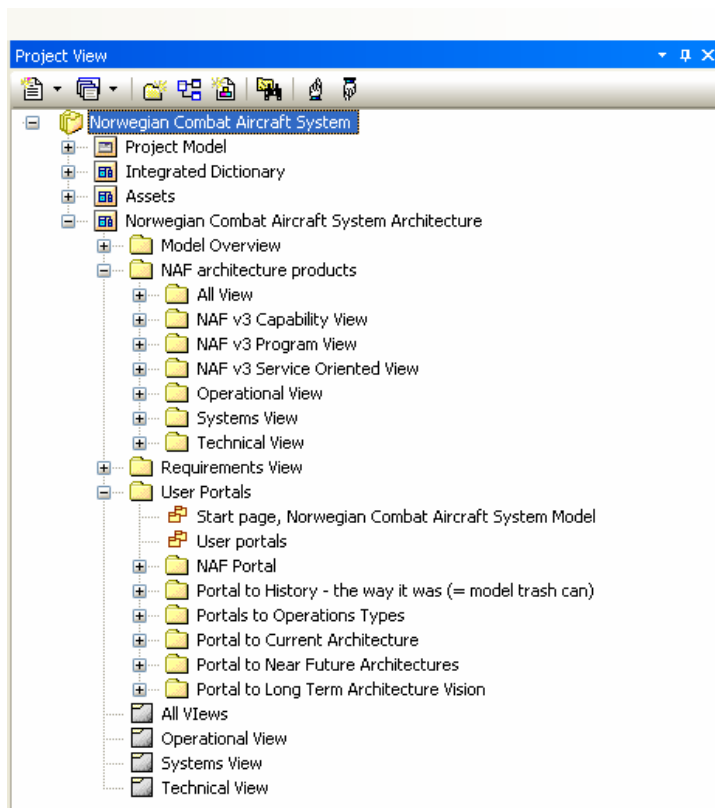 Project View
Norwegian Combat Aircraft System
Project Model
Integrated Dictionary
Assets
Norwegian Combat Aircraft System Architecture
Model Overview
NAF architecture products
All View
NAF v3 Capability View
NAF v3 Program View
NAF v3 Service Oriented View
Operational View
Systems View
Technical View
Requirements View
User Portals
Start page, Norwegian Combat Aircraft System Model
User portals
NAF Portal
Portal to History - the way it was (= model trash can)
Portals to Operations Types
Portal to Current Architecture
Portal to Near Future Architectures
Portal to Long Term Architecture Vision
All VIews
Operational View
Systems View
Technical View